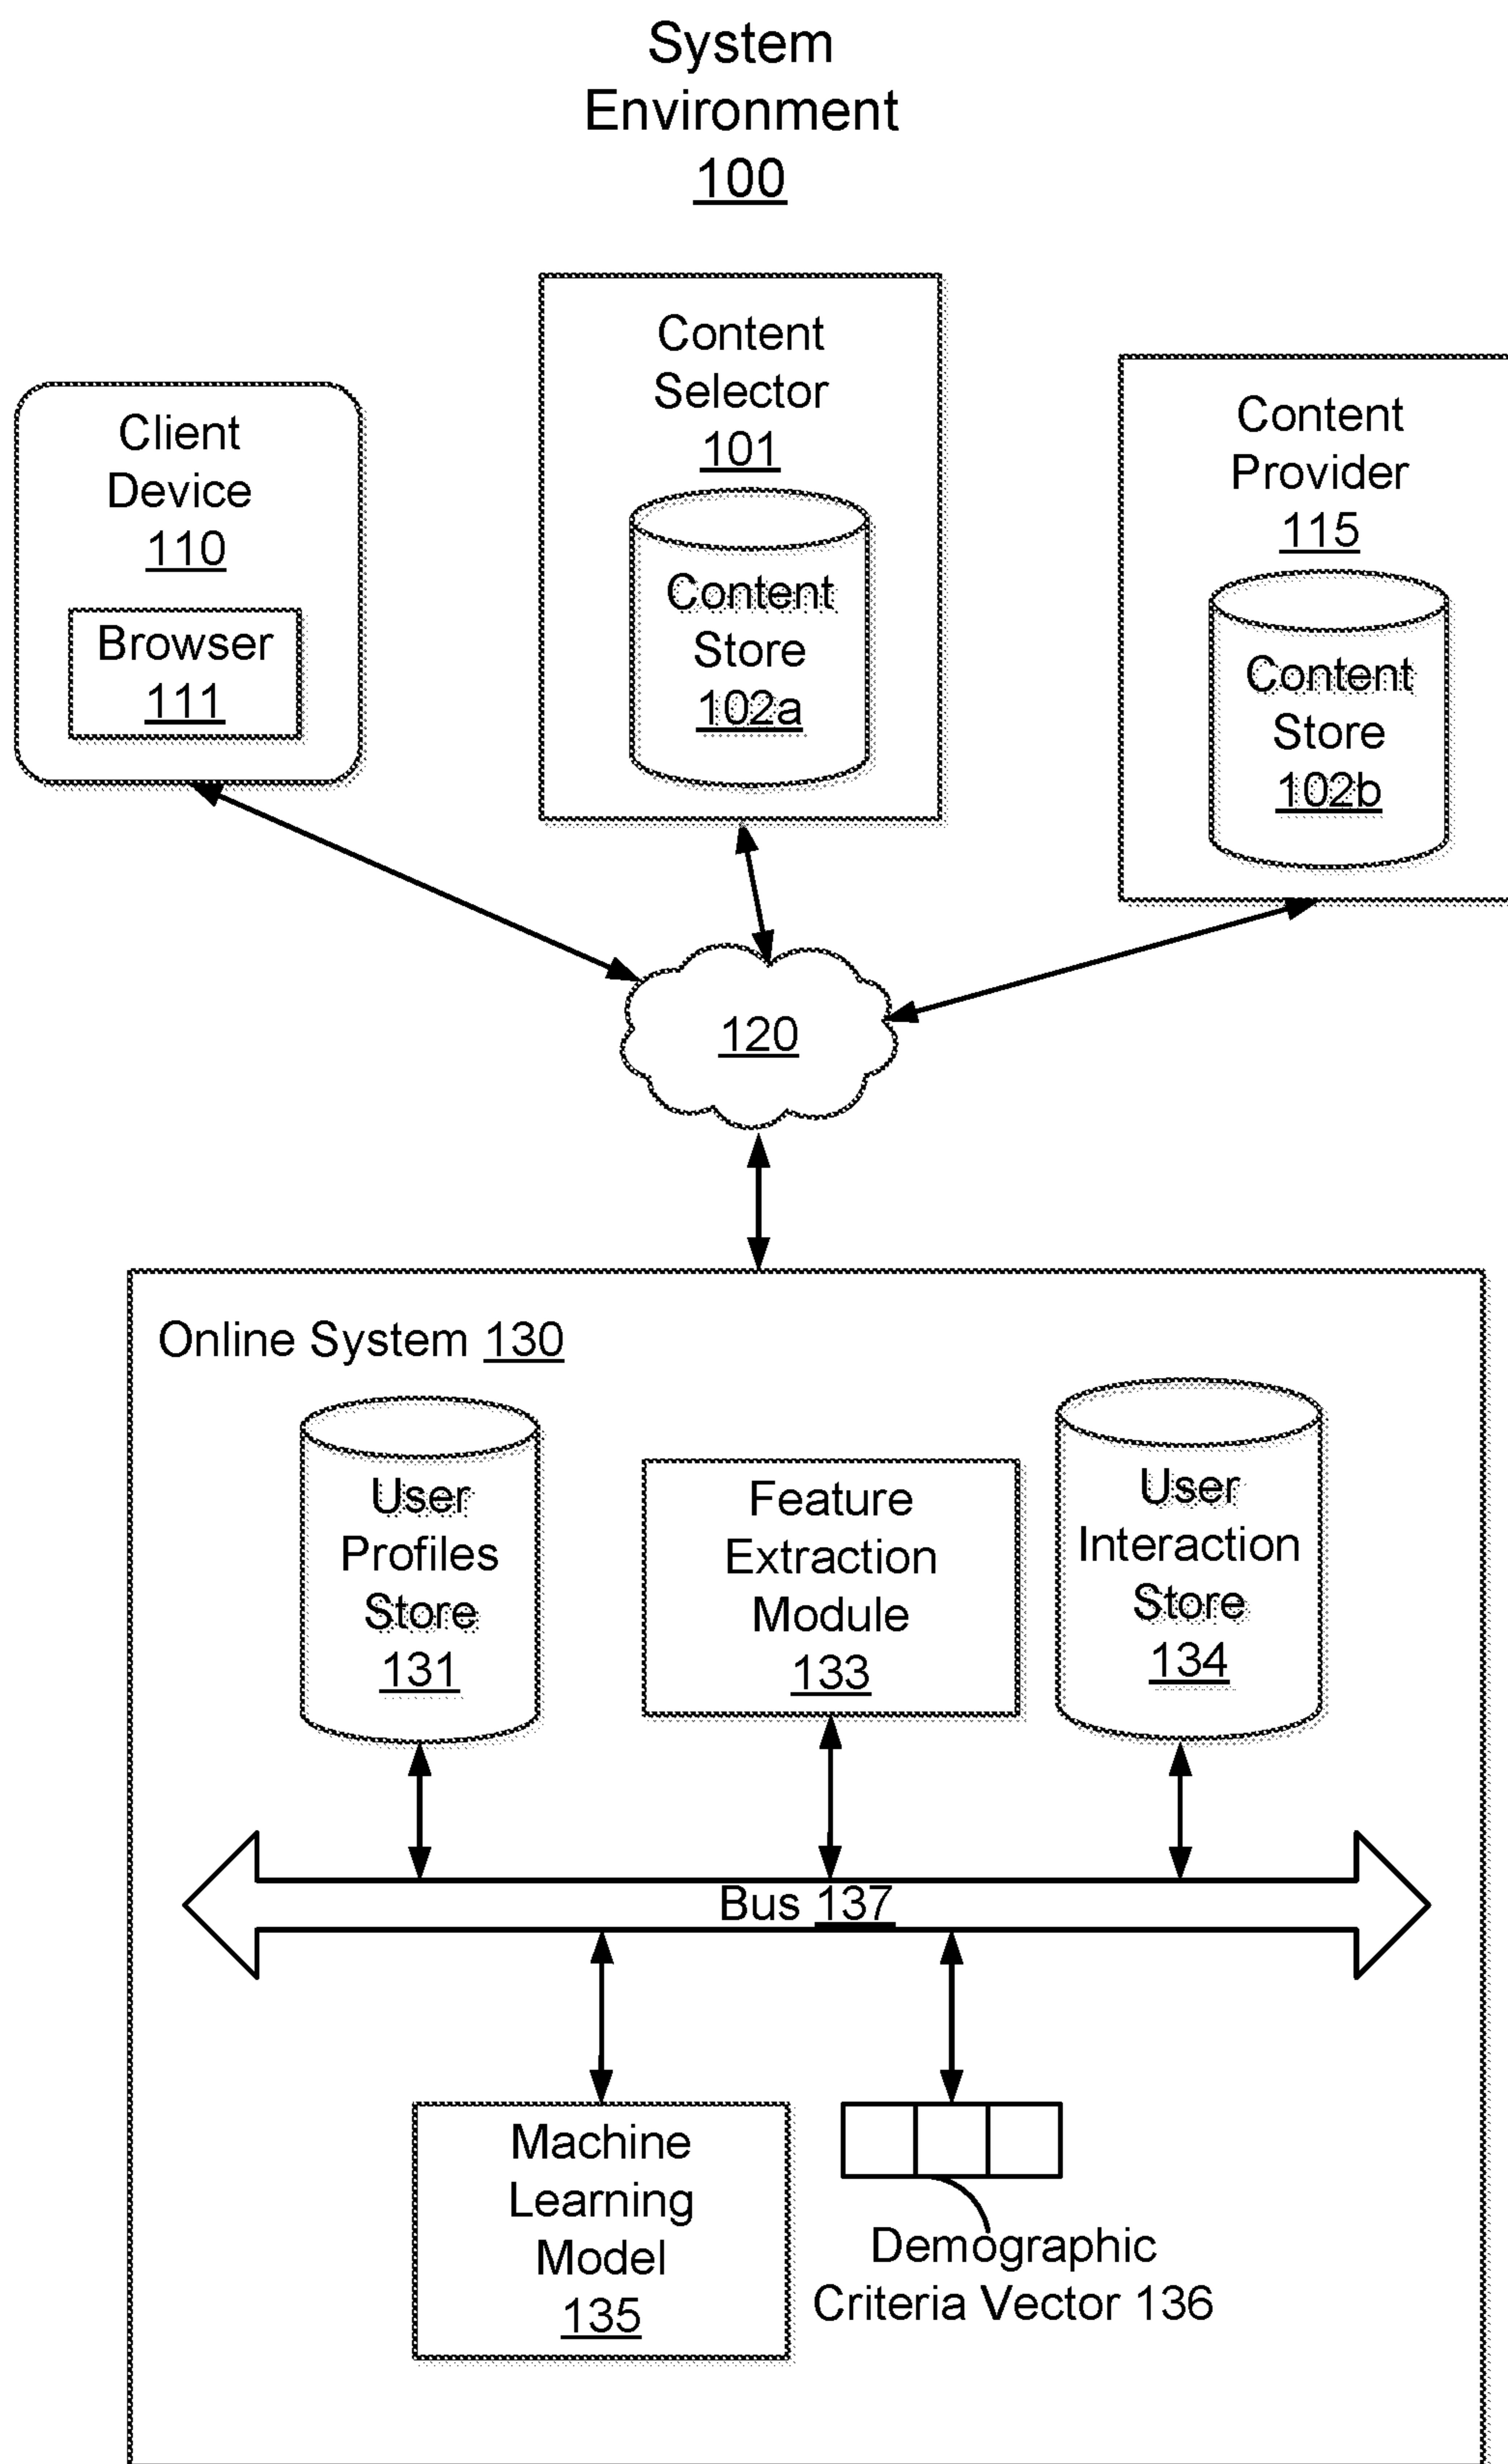 System
Environment
100
Content
Selector
101
Content
Store
102a
Client
Device
110
Browser
111
Content
Provider
115
Content
Store
102b
120
Online System 130
User
Profiles
Store
131
Feature
Extraction
Module
133
User
Interaction
Store
134
Bus 137
Machine
Learning
Model
135
Demographic
Criteria Vector 136